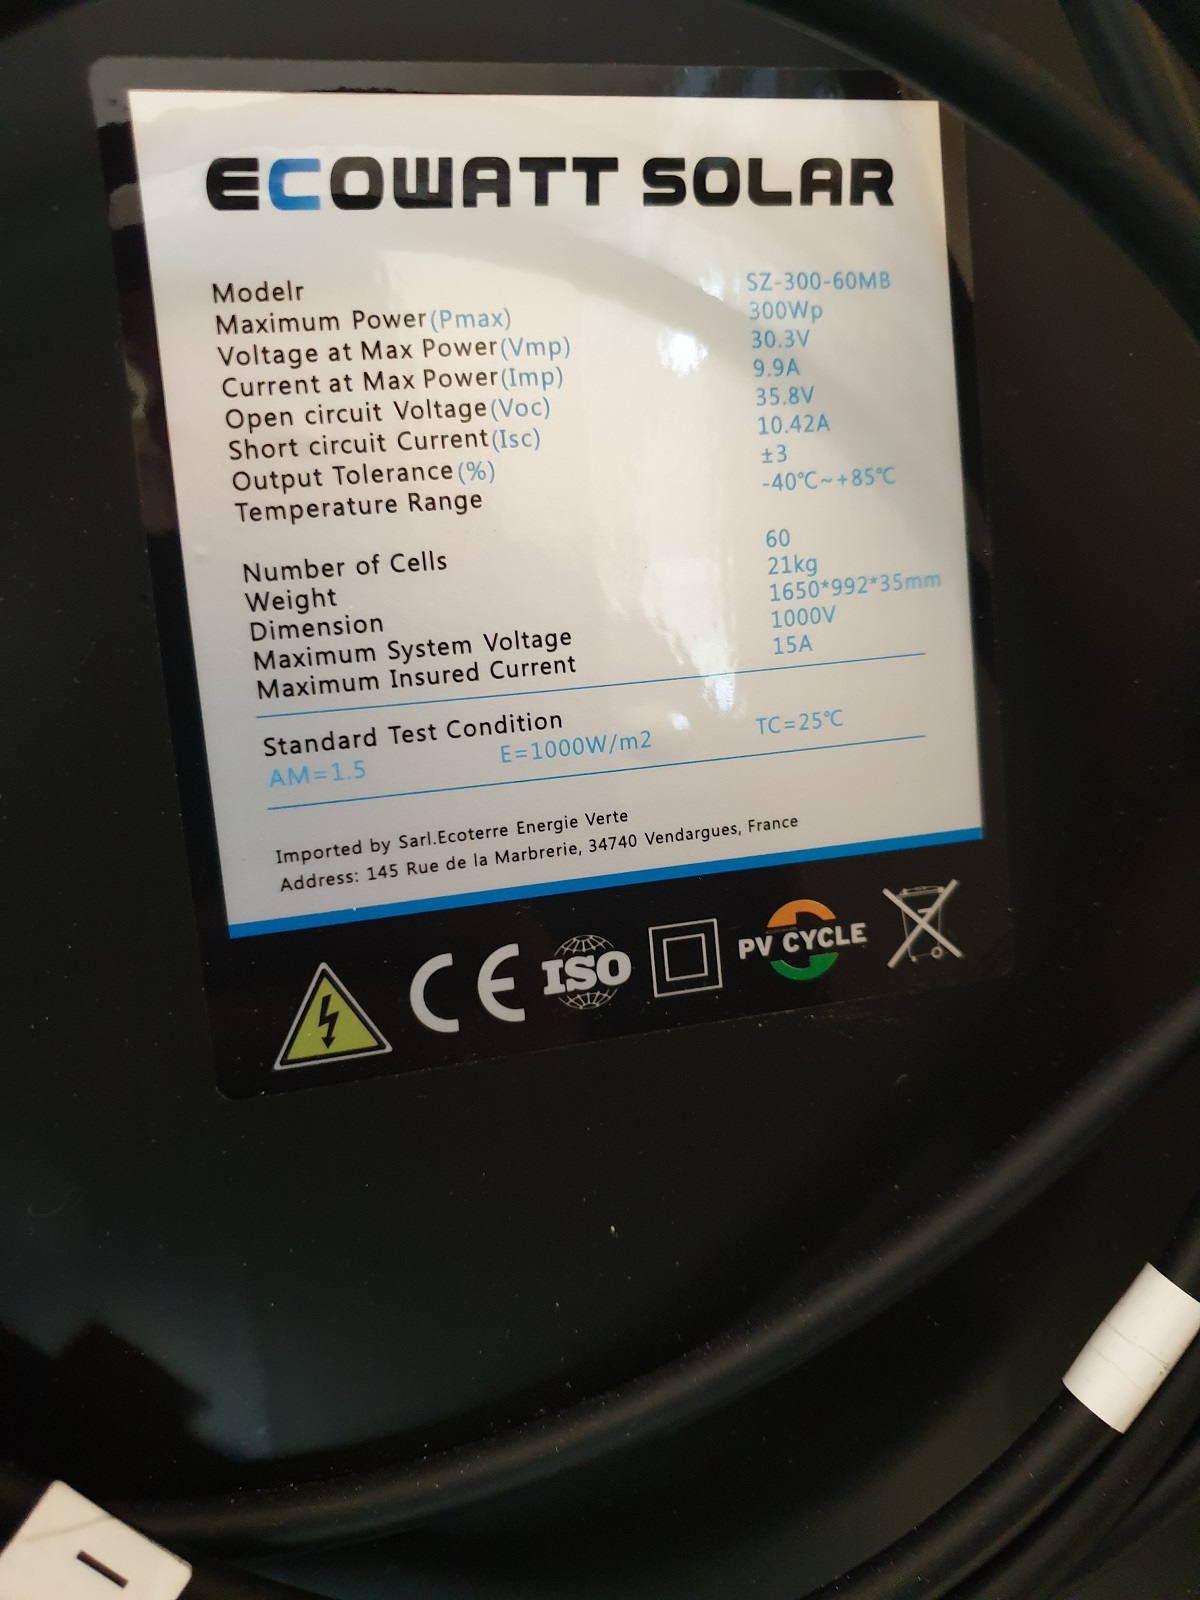 ECOWATT SOLAR
Modelr SZ-300-60MB
Maximum Power(Pmax) 300Wp
Voltage at Max Power(Vmp) 30.3V
Current at Max Power(Imp) 9.9A
Open circuit Voltage(Voc) 35.8V
Short circuit Current(Isc) 10.42A
Output Tolerance(%) ±3
Temperature Range -40℃~+85℃
Number of Cells 60
Weight 21kg
Dimension 1650*992*35mm
Maximum System Voltage 1000V
Maximum Insured Current 15A
Standard Test Condition
AM=1.5 E=1000W/m2 TC=25℃
Imported by Sarl.Ecoterre Energie Verte
Address: 145 Rue de la Marbrerie, 34740 Vendargues, France
CE ISO PV CYCLE